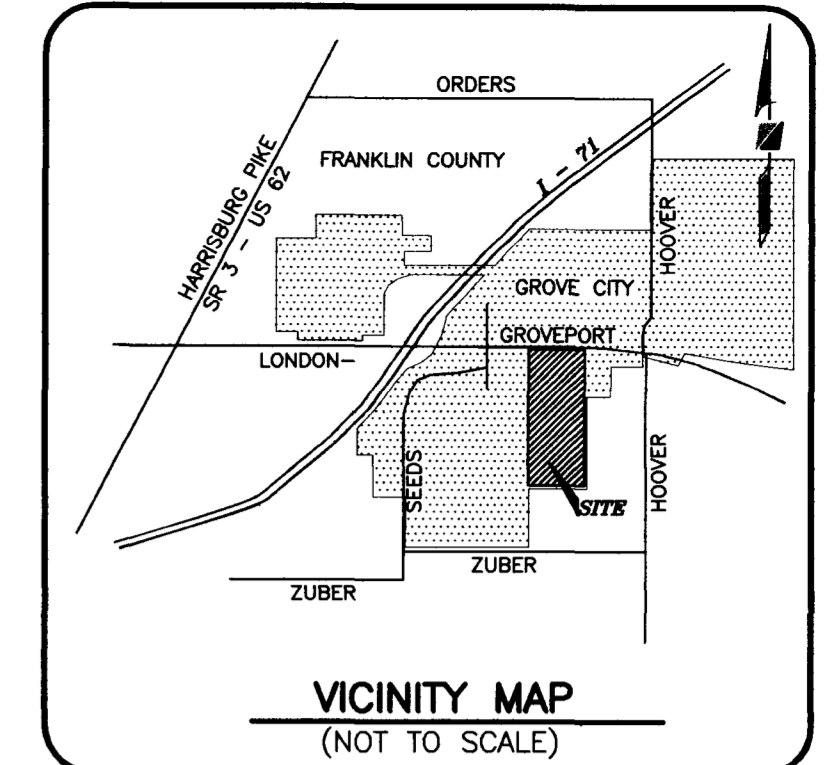 ORDERS
FRANKLIN COUNTY
I - 71
HARRISBURG PIKE
SR 3 - US 62
HOOVER
GROVE CITY
GROVEPORT
LONDON-
SEEDS
HOOVER
SITE
ZUBER
ZUBER
VICINITY MAP
(NOT TO SCALE)